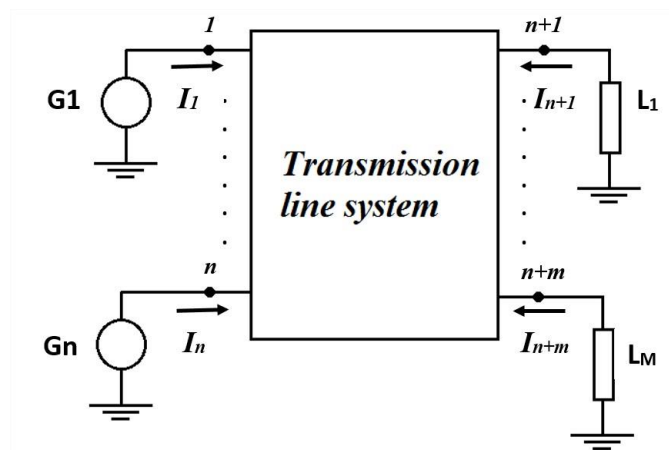 1
n+1
G1
I1
In+1
L1
Transmission
line system
n
n+m
Gn
In
In+m
LM